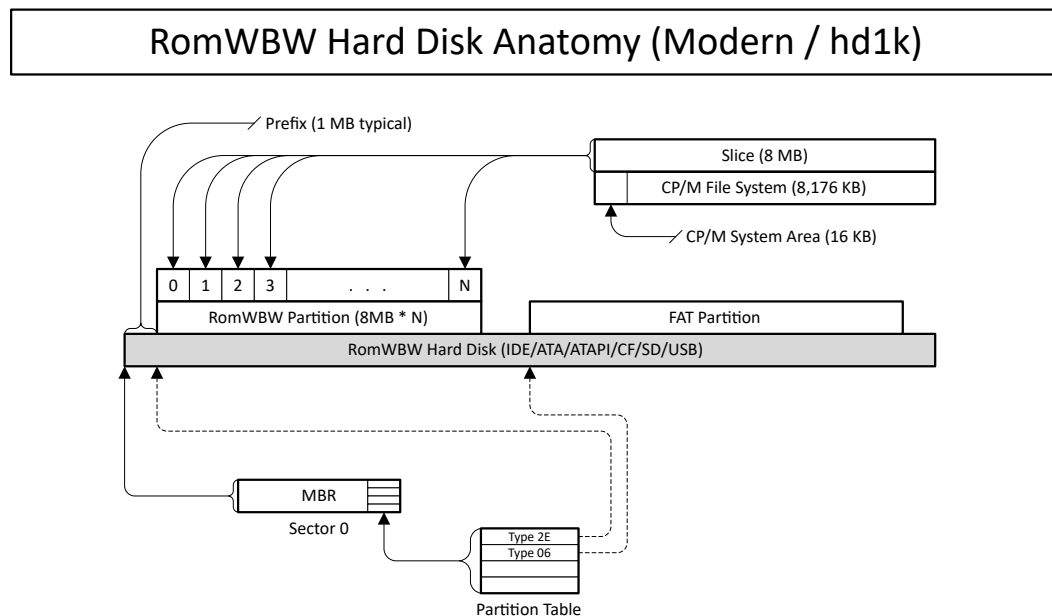 RomWBW Hard Disk Anatomy (Modern / hd1k)
Prefix (1 MB typical)
Slice (8 MB)
CP/M File System (8,176 KB)
CP/M System Area (16 KB)
0 1 2 3 . . . N
RomWBW Partition (8MB * N)
FAT Partition
RomWBW Hard Disk (IDE/ATA/ATAPI/CF/SD/USB)
MBR
Sector 0
Type 2E
Type 06
Partition Table